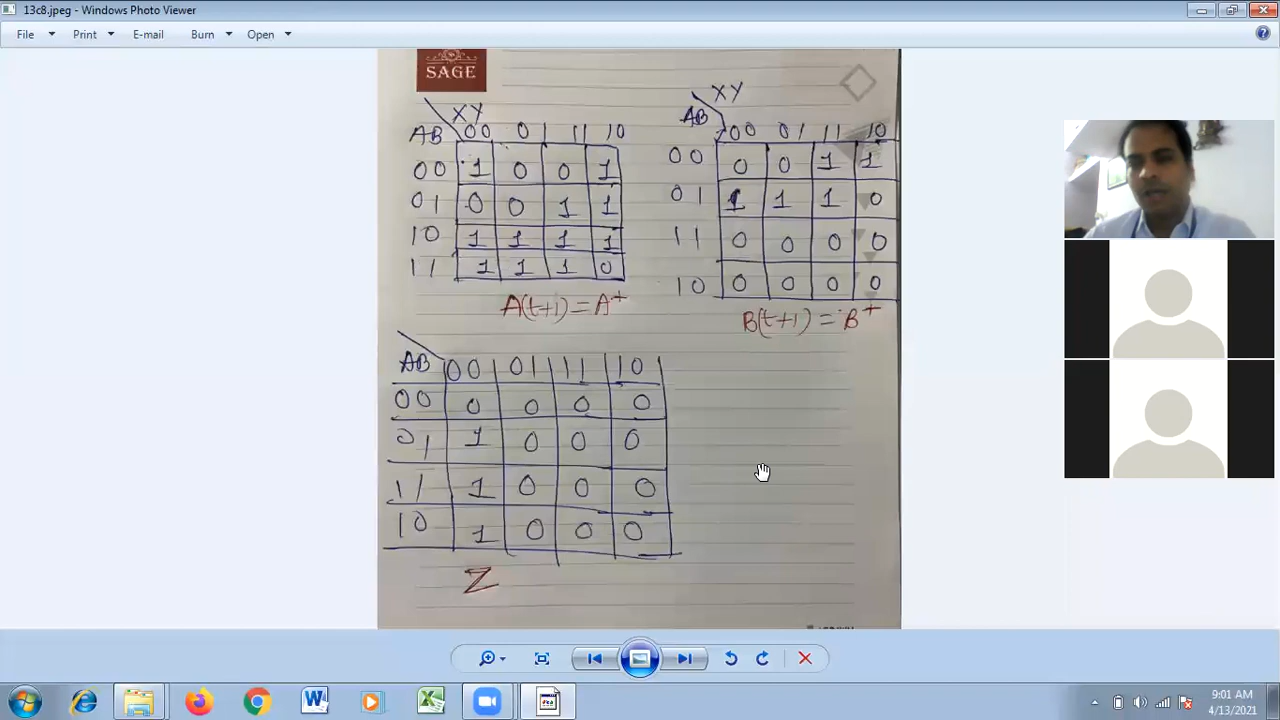 13c8.jpeg - Windows Photo Viewer
File Print E-mail Burn Open
SAGE
XY
AB 00 01 11 10
00 1 0 0 1
01 0 0 1 1
10 1 1 1 1
11 1 1 1 0
A(t+1) = A+
XY
AB 00 01 11 10
00 0 0 1 1
01 1 1 1 0
11 0 0 0 0
10 0 0 0 0
B(t+1) = B+
AB 00 01 11 10
00 0 0 0 0
01 1 0 0 0
11 1 0 0 0
10 1 0 0 0
Z
9:01 AM
4/13/2021